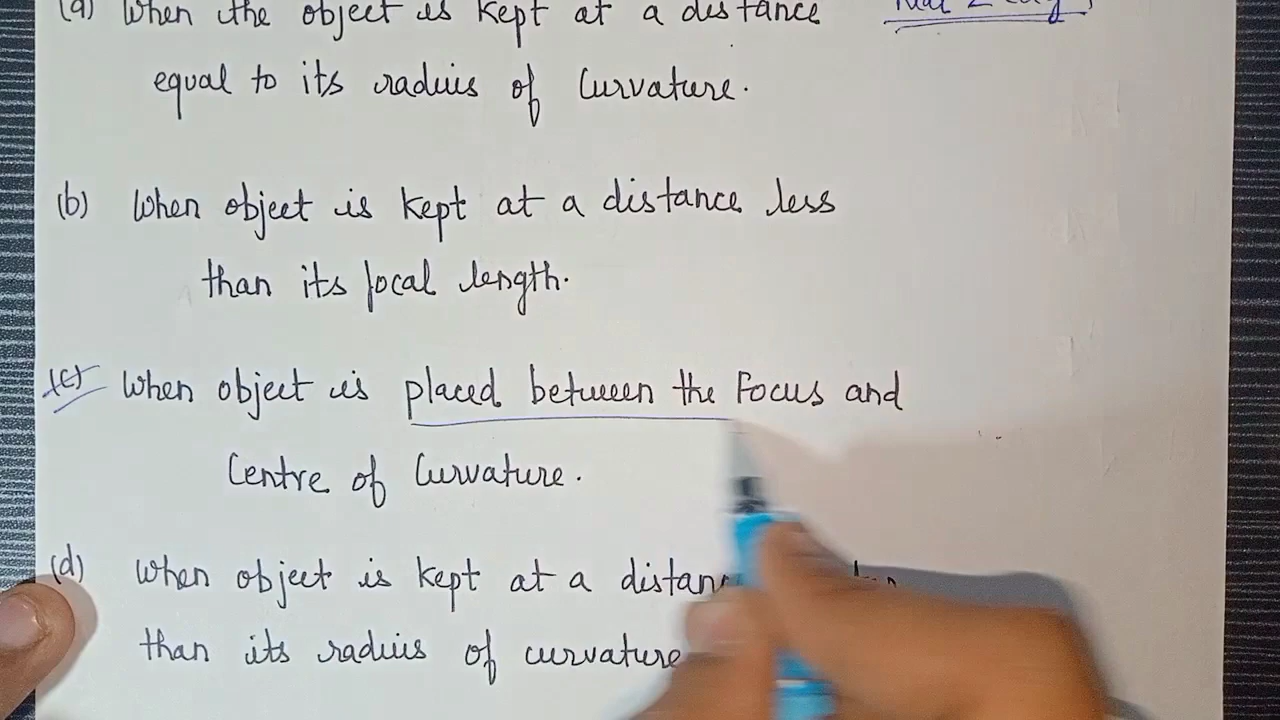 (a) When the object is kept at a distance
equal to its radius of Curvature.
(b) When object is kept at a distance less
than its focal length.
(c) When object is placed between the Focus and
Centre of Curvature.
(d) When object is kept at a
than its radius of curvature